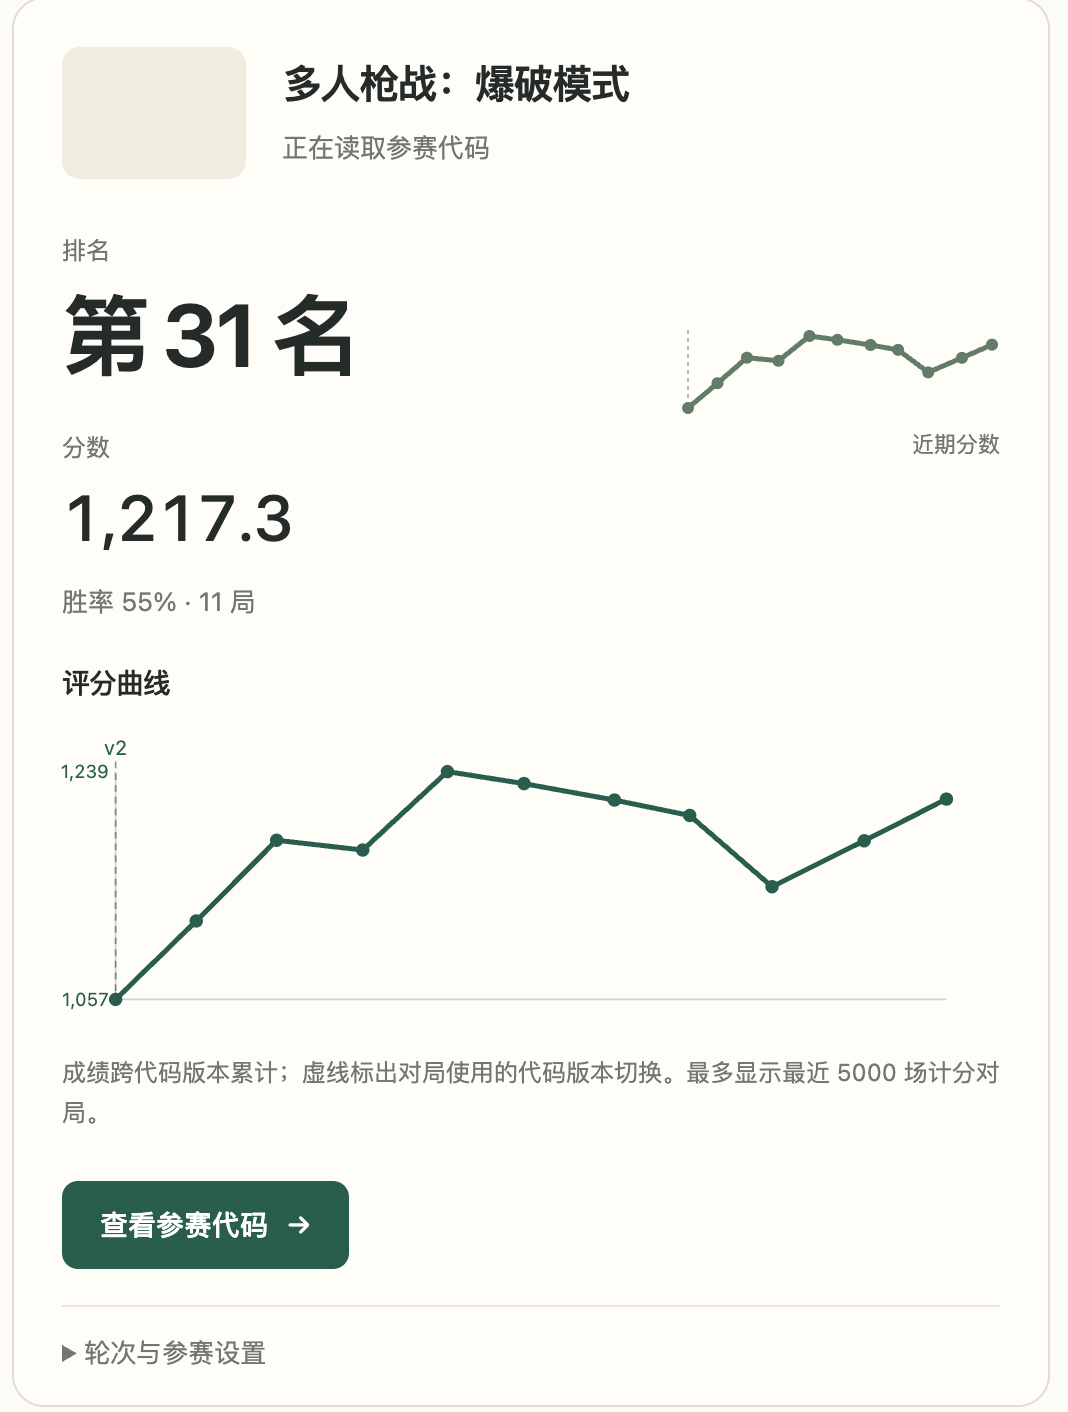 多人枪战：爆破模式
正在读取参赛代码
排名
第 31 名
近期分数
分数
1,217.3
胜率 55% · 11 局
评分曲线
v2
1,239
1,057
成绩跨代码版本累计；虚线标出对局使用的代码版本切换。最多显示最近 5000 场计分对
局。
查看参赛代码 →
▶ 轮次与参赛设置